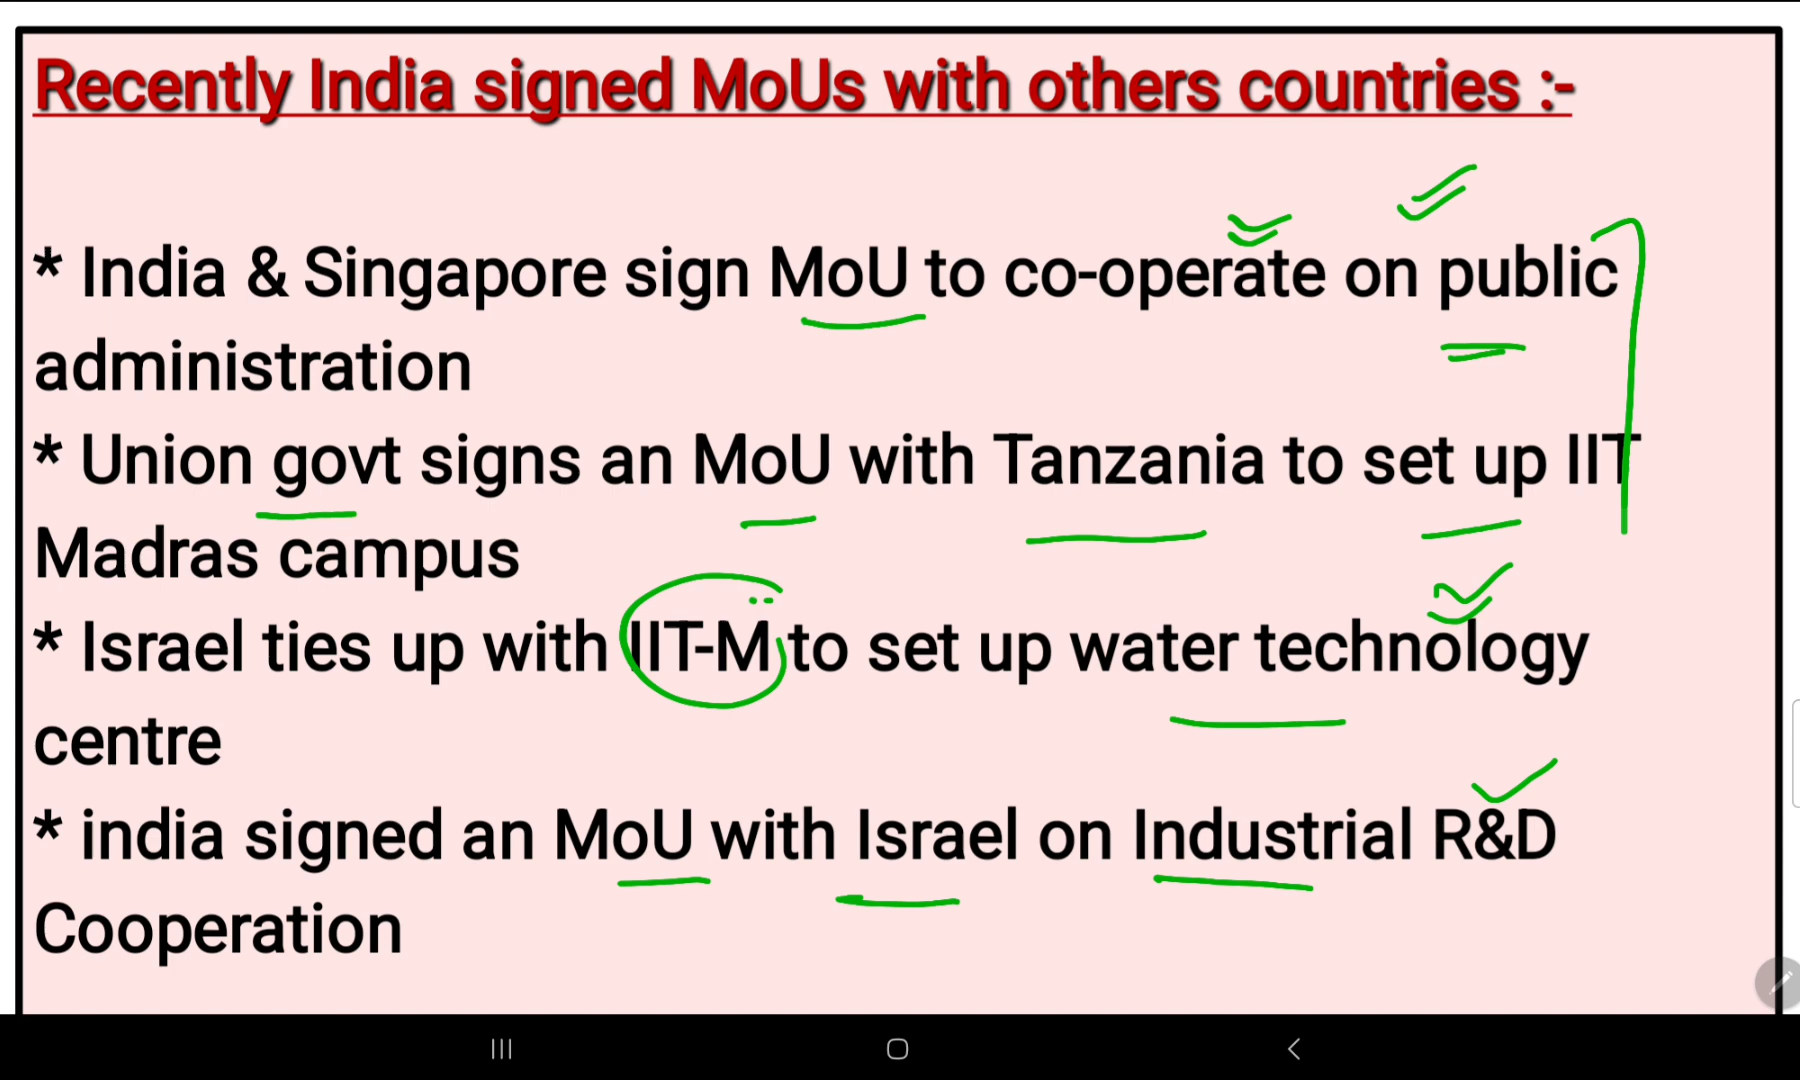 Recently India signed MoUs with others countries :-
* India & Singapore sign MoU to co-operate on public
administration
* Union govt signs an MoU with Tanzania to set up IIT
Madras campus
* Israel ties up with IIT-M to set up water technology
centre
* india signed an MoU with Israel on Industrial R&D
Cooperation